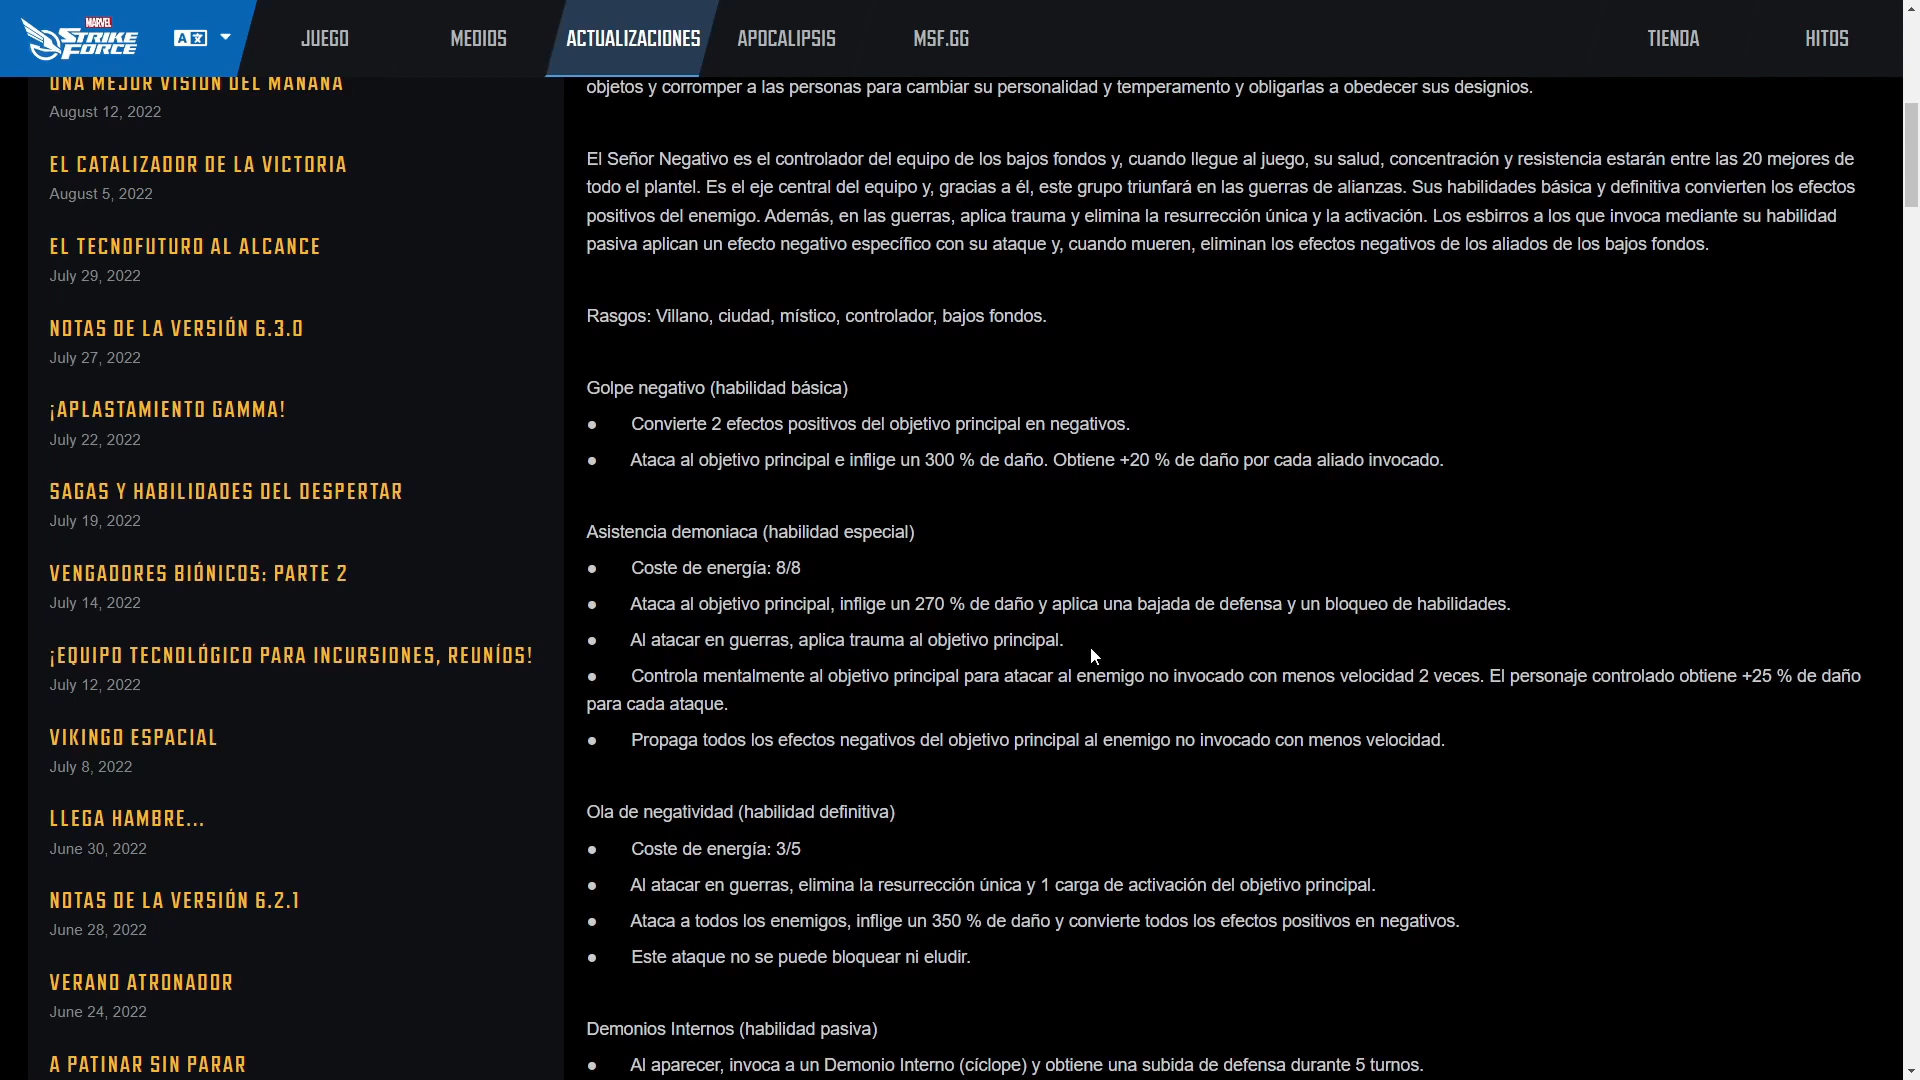 MARVEL
STRIKE
FORCE
JUEGO
MEDIOS
ACTUALIZACIONES
APOCALIPSIS
MSF.GG
TIENDA
HITOS
UNA MEJOR VISIÓN DEL MAÑANA
August 12, 2022
EL CATALIZADOR DE LA VICTORIA
August 5, 2022
EL TECNOFUTURO AL ALCANCE
July 29, 2022
NOTAS DE LA VERSIÓN 6.3.0
July 27, 2022
¡APLASTAMIENTO GAMMA!
July 22, 2022
SAGAS Y HABILIDADES DEL DESPERTAR
July 19, 2022
VENGADORES BIÓNICOS: PARTE 2
July 14, 2022
¡EQUIPO TECNOLÓGICO PARA INCURSIONES, REUNÍOS!
July 12, 2022
VIKINGO ESPACIAL
July 8, 2022
LLEGA HAMBRE...
June 30, 2022
NOTAS DE LA VERSIÓN 6.2.1
June 28, 2022
VERANO ATRONADOR
June 24, 2022
A PATINAR SIN PARAR
objetos y corromper a las personas para cambiar su personalidad y temperamento y obligarlas a obedecer sus designios.
El Señor Negativo es el controlador del equipo de los bajos fondos y, cuando llegue al juego, su salud, concentración y resistencia estarán entre las 20 mejores de
todo el plantel. Es el eje central del equipo y, gracias a él, este grupo triunfará en las guerras de alianzas. Sus habilidades básica y definitiva convierten los efectos
positivos del enemigo. Además, en las guerras, aplica trauma y elimina la resurrección única y la activación. Los esbirros a los que invoca mediante su habilidad
pasiva aplican un efecto negativo específico con su ataque y, cuando mueren, eliminan los efectos negativos de los aliados de los bajos fondos.
Rasgos: Villano, ciudad, místico, controlador, bajos fondos.
Golpe negativo (habilidad básica)
● Convierte 2 efectos positivos del objetivo principal en negativos.
● Ataca al objetivo principal e inflige un 300 % de daño. Obtiene +20 % de daño por cada aliado invocado.
Asistencia demoniaca (habilidad especial)
● Coste de energía: 8/8
● Ataca al objetivo principal, inflige un 270 % de daño y aplica una bajada de defensa y un bloqueo de habilidades.
● Al atacar en guerras, aplica trauma al objetivo principal.
● Controla mentalmente al objetivo principal para atacar al enemigo no invocado con menos velocidad 2 veces. El personaje controlado obtiene +25 % de daño
para cada ataque.
● Propaga todos los efectos negativos del objetivo principal al enemigo no invocado con menos velocidad.
Ola de negatividad (habilidad definitiva)
● Coste de energía: 3/5
● Al atacar en guerras, elimina la resurrección única y 1 carga de activación del objetivo principal.
● Ataca a todos los enemigos, inflige un 350 % de daño y convierte todos los efectos positivos en negativos.
● Este ataque no se puede bloquear ni eludir.
Demonios Internos (habilidad pasiva)
● Al aparecer, invoca a un Demonio Interno (cíclope) y obtiene una subida de defensa durante 5 turnos.